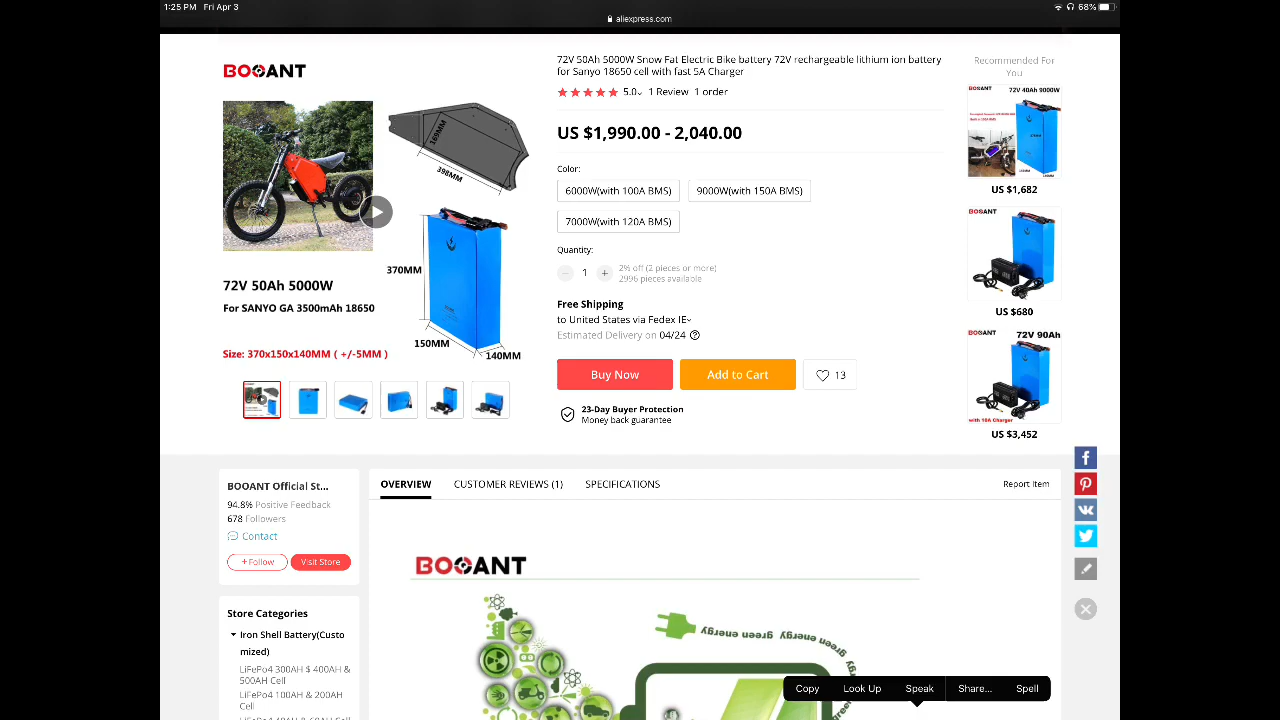 1:25 PM Fri Apr 3
68%
aliexpress.com
BOOANT
189MM
398MM
370MM
150MM
140MM
72V 50Ah 5000W
For SANYO GA 3500mAh 18650
Size: 370x150x140MM ( +/-5MM )
72V 50Ah 5000W Snow Fat Electric Bike battery 72V rechargeable lithium ion battery
for Sanyo 18650 cell with fast 5A Charger
5.0 1 Review 1 order
US $1,990.00 - 2,040.00
Color:
6000W(with 100A BMS)
9000W(with 150A BMS)
7000W(with 120A BMS)
Quantity:
− 1 +
2% off (2 pieces or more)
2996 pieces available
Free Shipping
to United States via Fedex IE
Estimated Delivery on 04/24
Buy Now
Add to Cart
13
23-Day Buyer Protection
Money back guarantee
Recommended For
You
BOOANT
72V 40Ah 9000W
US $1,682
BOOANT
US $680
BOOANT
72V 90Ah
with 10A Charger
US $3,452
BOOANT Official St...
94.8% Positive Feedback
678 Followers
Contact
+Follow
Visit Store
Store Categories
Iron Shell Battery(Custo
mized)
LiFePo4 300AH $ 400AH &
500AH Cell
LiFePo4 100AH & 200AH
Cell
OVERVIEW
CUSTOMER REVIEWS (1)
SPECIFICATIONS
Report Item
BOOANT
green energy green energy
Copy
Look Up
Speak
Share...
Spell